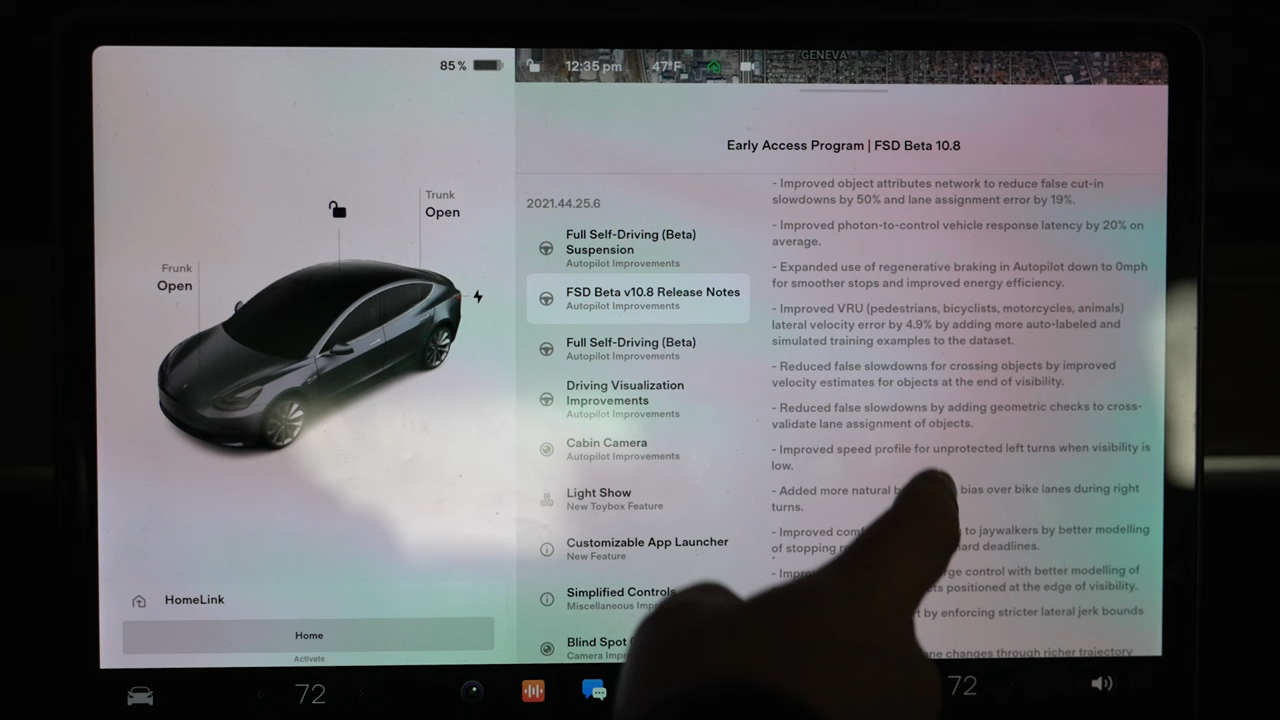 85 %
12:35 pm
47°F
GENEVA
Early Access Program | FSD Beta 10.8
Trunk
Open
Frunk
Open
HomeLink
Home
Activate
2021.44.25.6
Full Self-Driving (Beta)
Suspension
Autopilot Improvements
FSD Beta v10.8 Release Notes
Autopilot Improvements
Full Self-Driving (Beta)
Autopilot Improvements
Driving Visualization
Improvements
Autopilot Improvements
Cabin Camera
Autopilot Improvements
Light Show
New Toybox Feature
Customizable App Launcher
New Feature
Simplified Controls
Miscellaneous
Blind Spot
Camera
- Improved object attributes network to reduce false cut-in
slowdowns by 50% and lane assignment error by 19%.
- Improved photon-to-control vehicle response latency by 20% on
average.
- Expanded use of regenerative braking in Autopilot down to 0mph
for smoother stops and improved energy efficiency.
- Improved VRU (pedestrians, bicyclists, motorcycles, animals)
lateral velocity error by 4.9% by adding more auto-labeled and
simulated training examples to the dataset.
- Reduced false slowdowns for crossing objects by improved
velocity estimates for objects at the end of visibility.
- Reduced false slowdowns by adding geometric checks to cross-
validate lane assignment of objects.
- Improved speed profile for unprotected left turns when visibility is
low.
- Added more natural bias over bike lanes during right
turns.
- Improved to jaywalkers by better modelling
of stopping hard deadlines.
control with better modelling of
positioned at the edge of visibility.
by enforcing stricter lateral jerk bounds
changes through richer trajectory
72
72